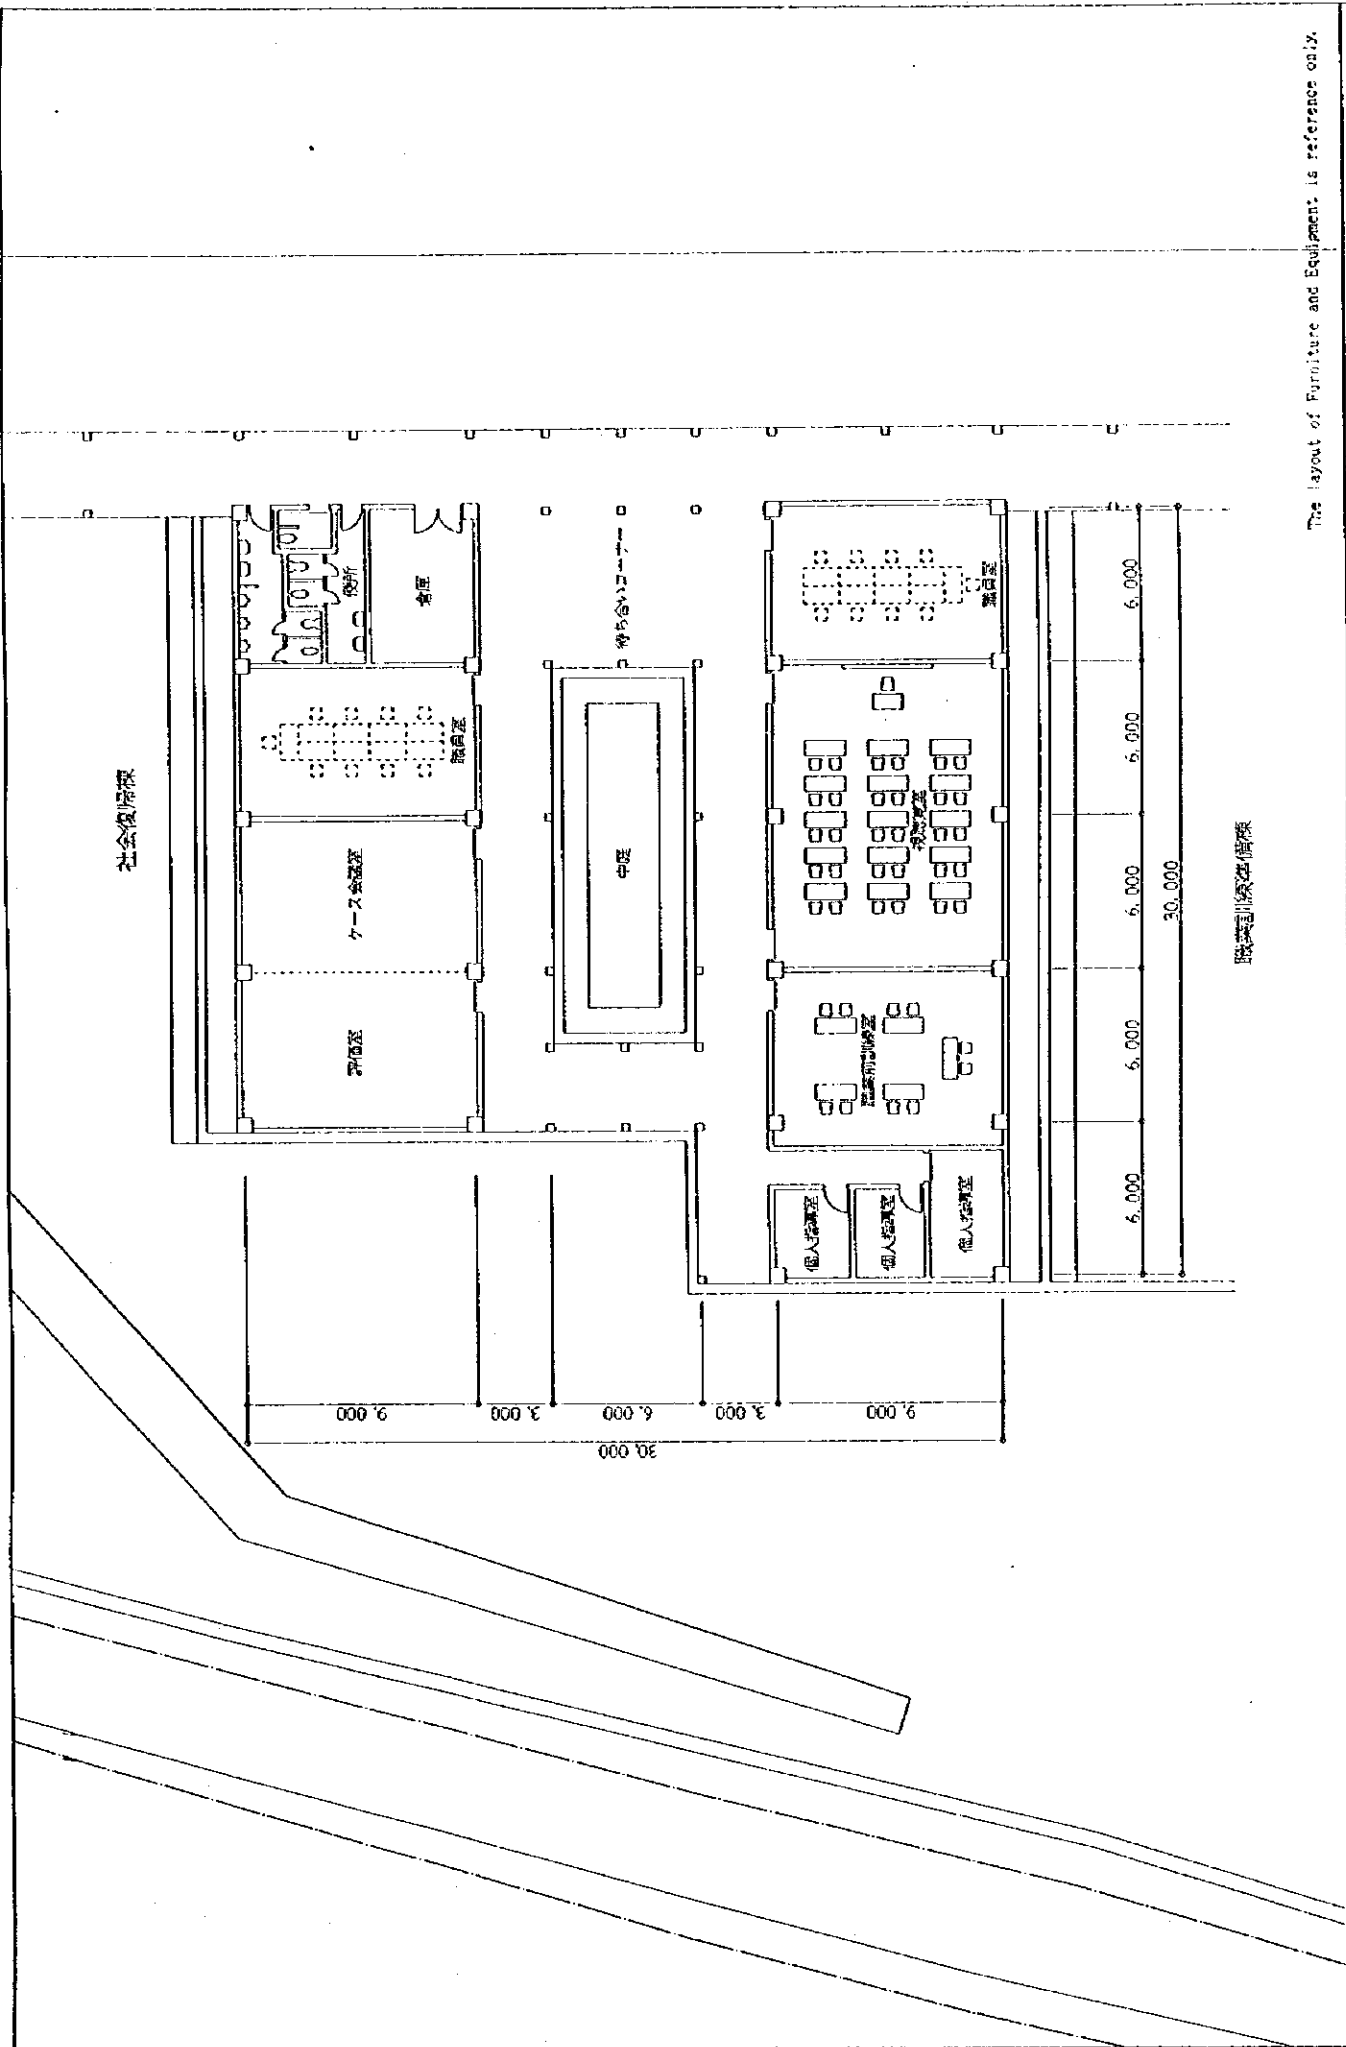 社会復帰棟
評価室
ケース会議室
職員室
便所
倉庫
中庭
待ち合いコーナー
個人指導室
個人指導室
個人指導室
職業前訓練室
視聴覚室
職員室
6,000
6,000
6,000
6,000
6,000
30,000
職業訓練準備棟
9,000
3,000
6,000
3,000
9,000
30,000
The layout of Furniture and Equipment is reference only.